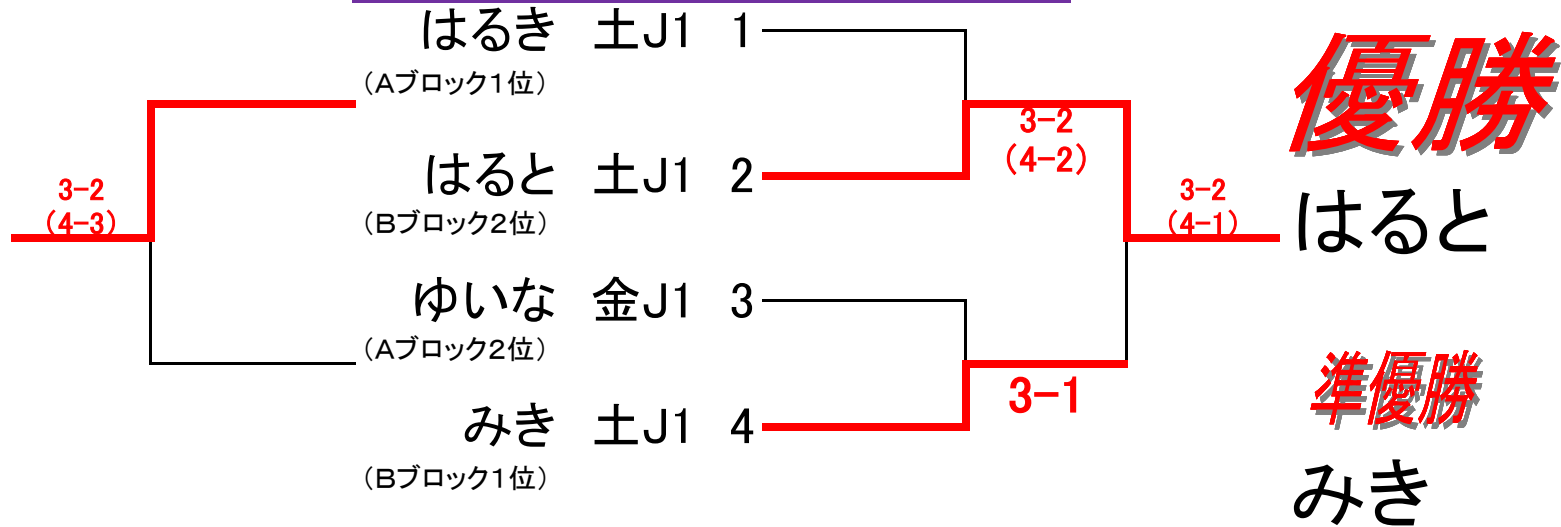 はるき 土J1 1
(Aブロック1位)
3-2
(4-2)
はると 土J1 2
(Bブロック2位)
3-2
(4-3)
3-2
(4-1)
優勝
はると
ゆいな 金J1 3
(Aブロック2位)
3-1
みき 土J1 4
(Bブロック1位)
準優勝
みき